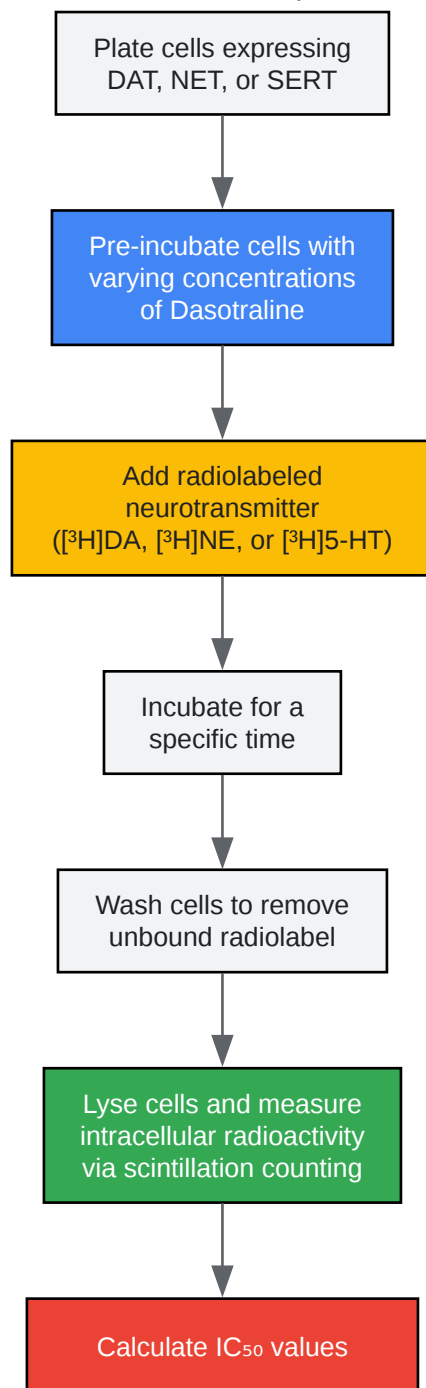 Plate cells expressing
DAT, NET, or SERT
Pre-incubate cells with
varying concentrations
of Dasotraline
Add radiolabeled
neurotransmitter
([³H]DA, [³H]NE, or [³H]5-HT)
Incubate for a
specific time
Wash cells to remove
unbound radiolabel
Lyse cells and measure
intracellular radioactivity
via scintillation counting
Calculate IC₅₀ values